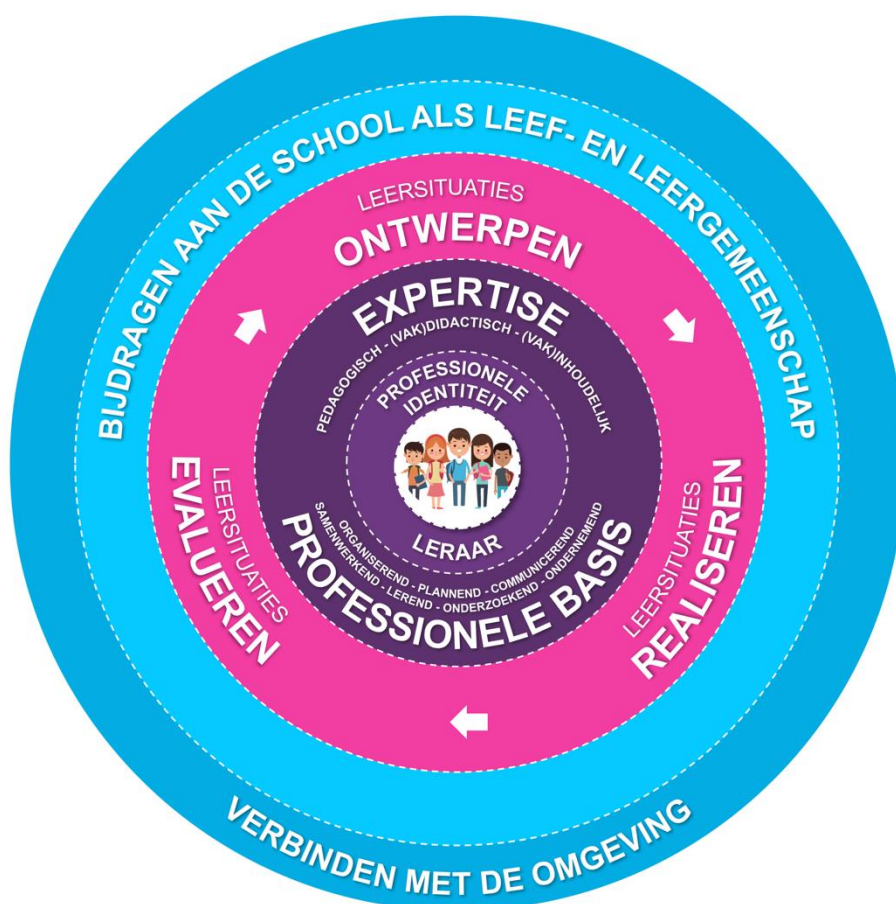 BIJDRAGEN AAN DE SCHOOL ALS LEEF- EN LEERGEMEENSCHAP
LEERSITUATIES
ONTWERPEN
EXPERTISE
PEDAGOGISCH - (VAK)DIDACTISCH - (VAK)INHOUDELIJK
PROFESSIONELE
IDENTITEIT
LERAAR
ORGANISEREND - PLANNEND - COMMUNICEREND
SAMENWERKEND - LEREND - ONDERZOEKEND - ONDERNEMEND
PROFESSIONELE BASIS
LEERSITUATIES
REALISEREN
LEERSITUATIES
EVALUEREN
VERBINDEN MET DE OMGEVING